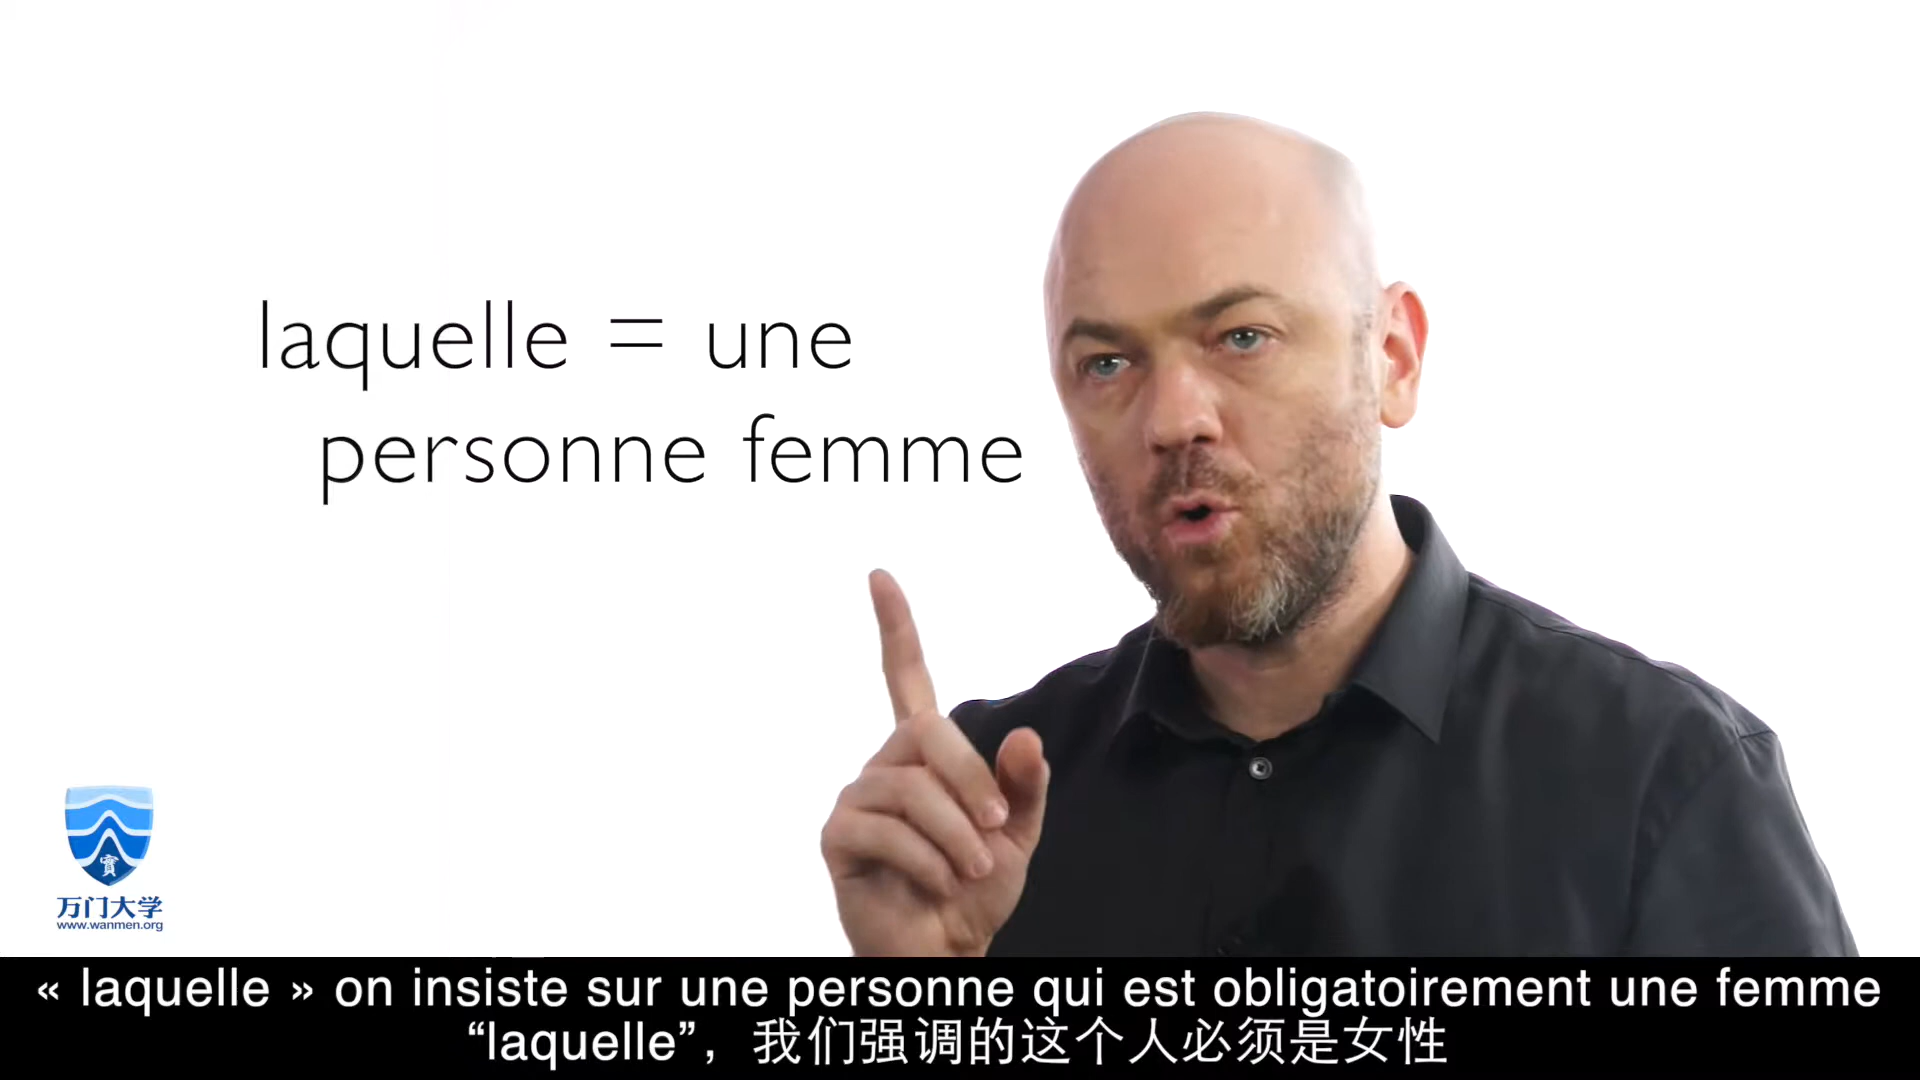 laquelle = une
personne femme
寳
万门大学
www.wanmen.org
« laquelle » on insiste sur une personne qui est obligatoirement une femme
“laquelle”，我们强调的这个人必须是女性